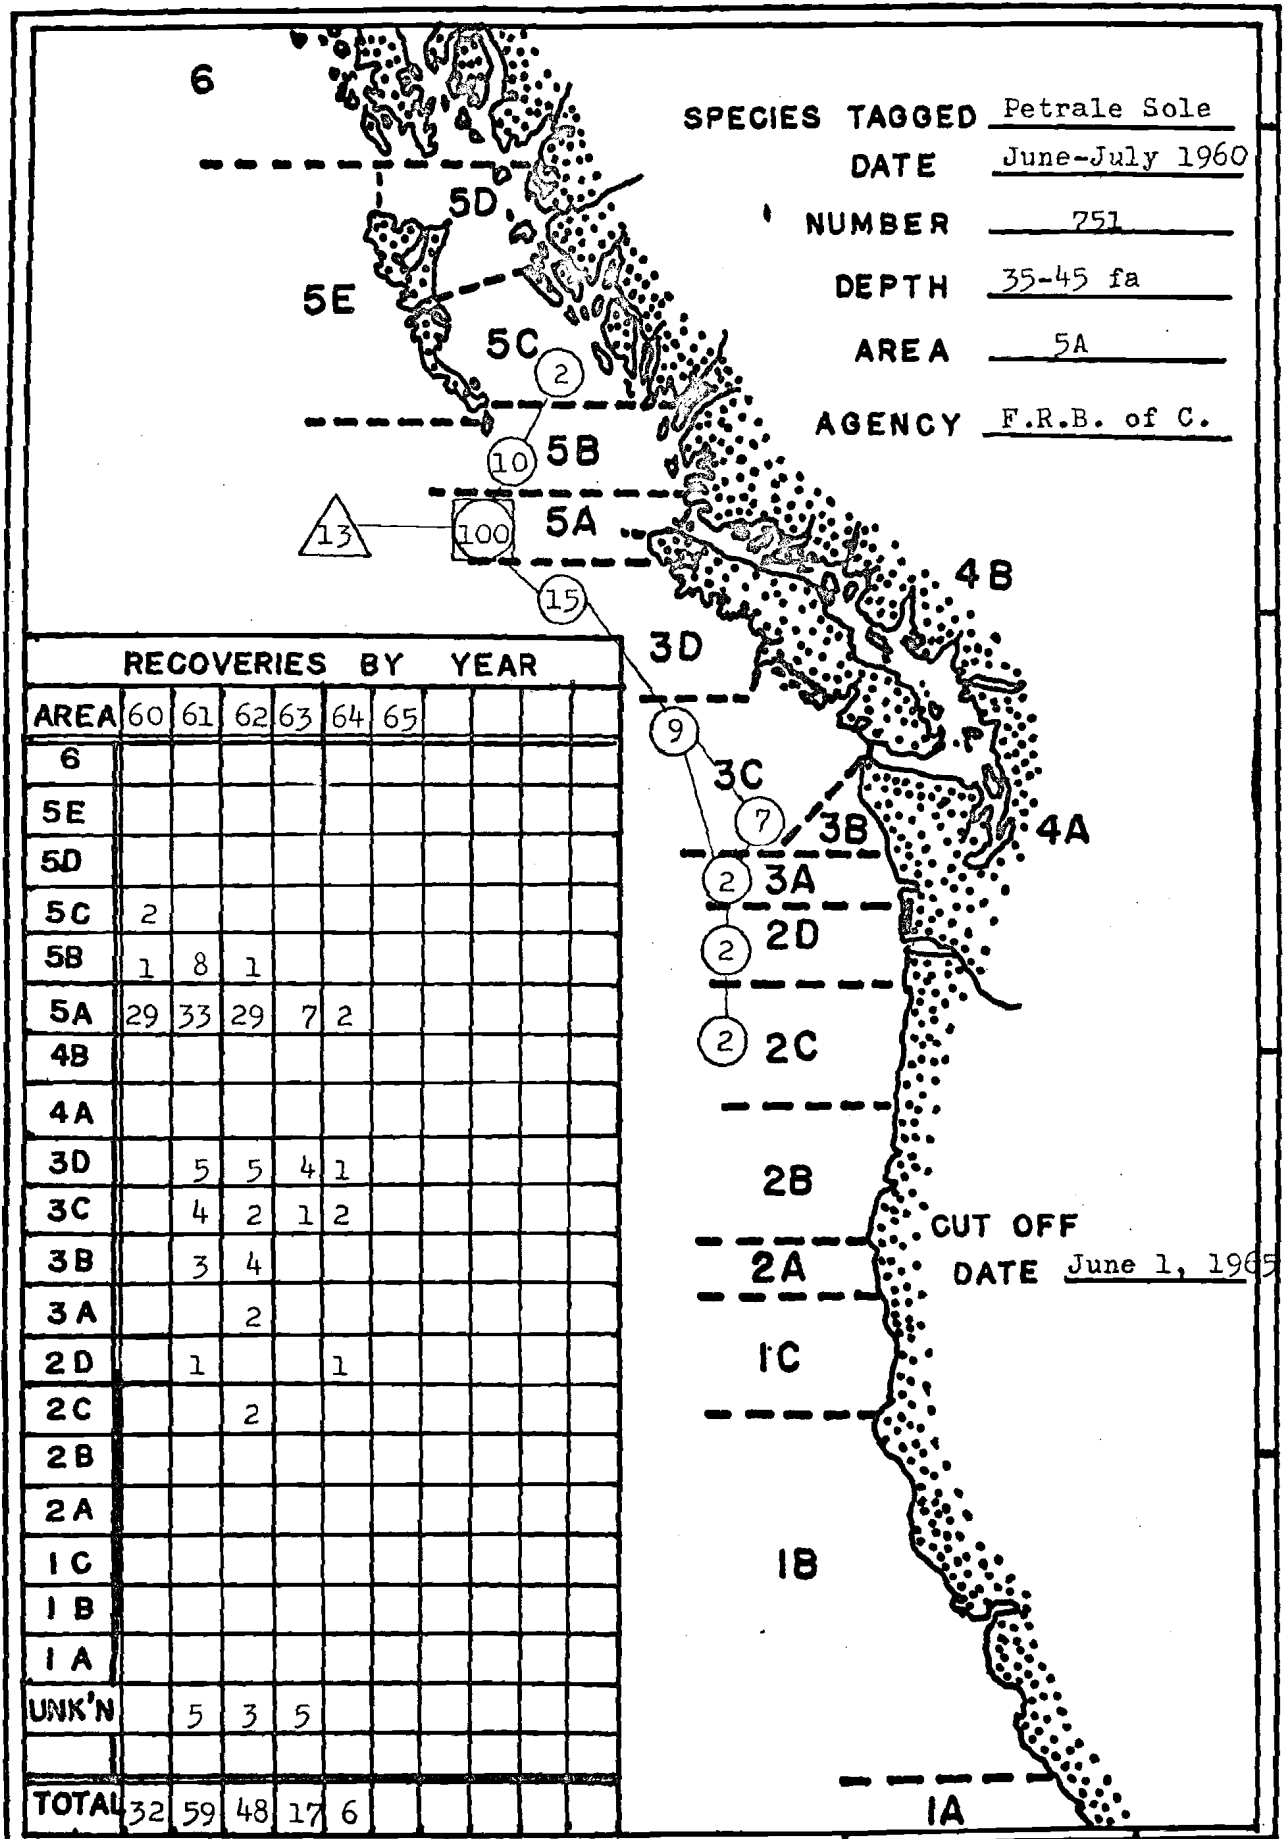 6
SPECIES TAGGED Petrale Sole
DATE June-July 1960
NUMBER 751
DEPTH 35-45 fa
AREA 5A
AGENCY F.R.B. of C.
5D
5E
5C
2
10
5B
13
100
5A
15
4B
3D
9
3C
7
3B
4A
2
3A
2
2D
2
2C
2B
2A
1C
1B
1A
CUT OFF
DATE June 1, 1965
RECOVERIES BY YEAR
AREA 60 61 62 63 64 65
6
5E
5D
5C 2
5B 1 8 1
5A 29 33 29 7 2
4B
4A
3D 5 5 4 1
3C 4 2 1 2
3B 3 4
3A 2
2D 1 1
2C 2
2B
2A
1C
1B
1A
UNK'N 5 3 5
TOTAL 32 59 48 17 6